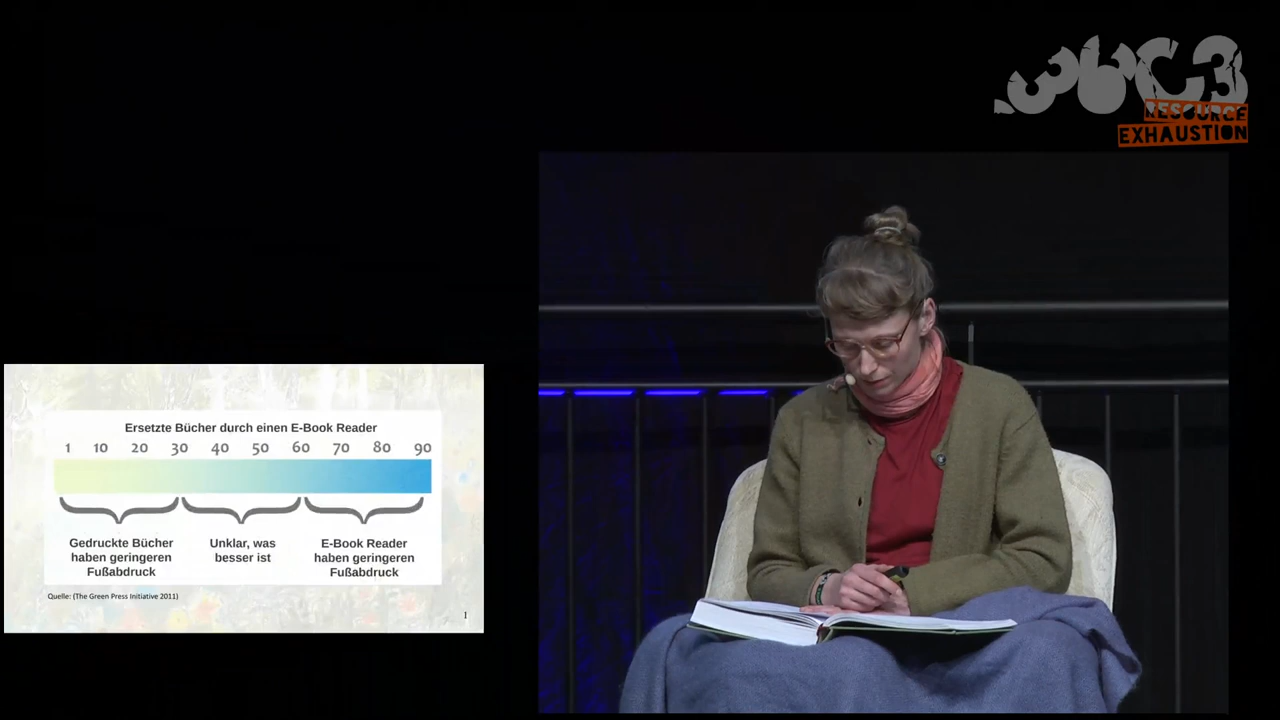 36C3
RESOURCE
EXHAUSTION
Ersetzte Bücher durch einen E-Book Reader
1 10 20 30 40 50 60 70 80 90
Gedruckte Bücher
haben geringeren
Fußabdruck
Unklar, was
besser ist
E-Book Reader
haben geringeren
Fußabdruck
Quelle: (The Green Press Initiative 2011)
1